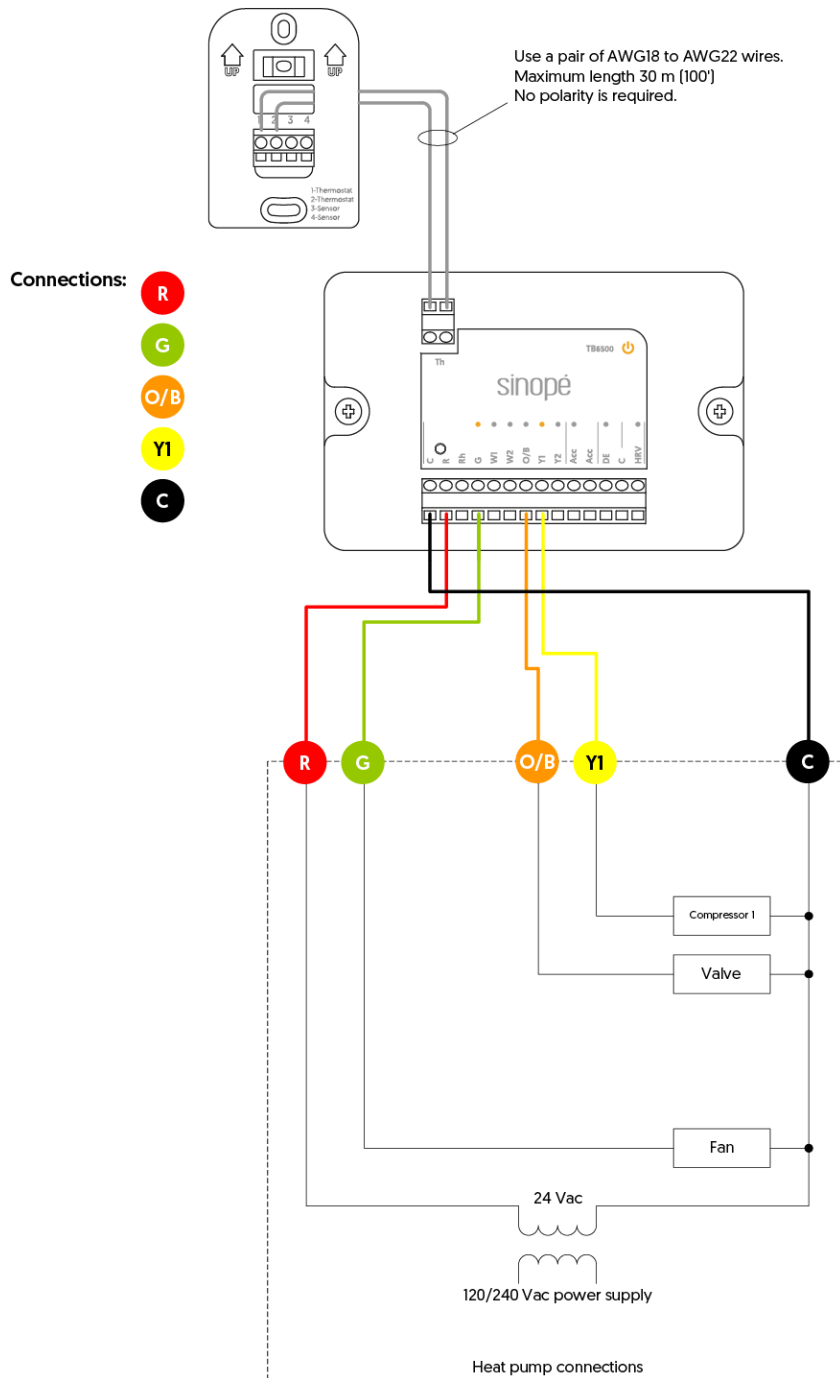 UP
UP
1 2 3 4
1-Thermostat
2-Thermostat
3-Sensor
4-Sensor
Use a pair of AWG18 to AWG22 wires.
Maximum length 30 m (100')
No polarity is required.
Connections:
R
G
O/B
Y1
C
Th
TB6500
sinopé
C R Rh G W1 W2 O/B Y1 Y2 Acc Acc DE C HRV
R G O/B Y1 C
Compressor 1
Valve
Fan
24 Vac
120/240 Vac power supply
Heat pump connections